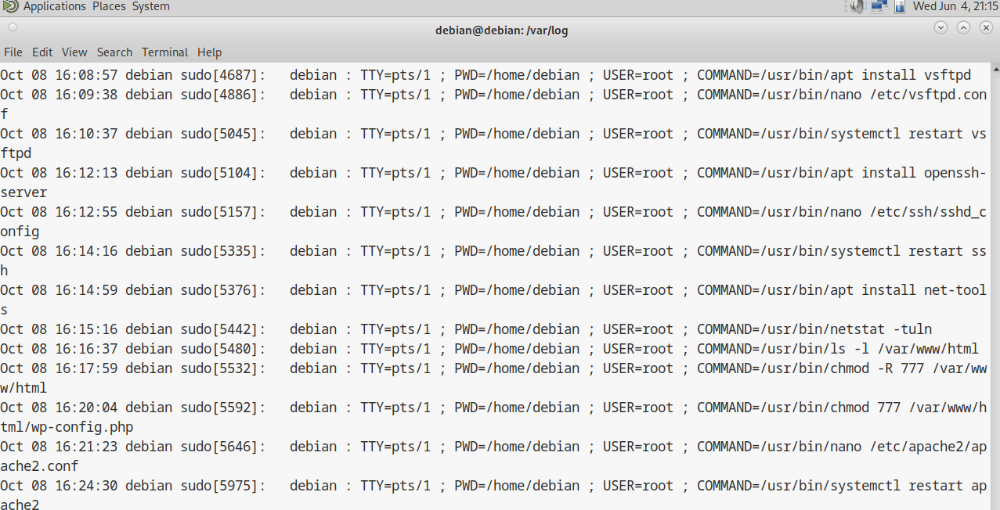 Applications Places System Wed Jun 4, 21:15
debian@debian: /var/log
File Edit View Search Terminal Help
Oct 08 16:08:57 debian sudo[4687]:   debian : TTY=pts/1 ; PWD=/home/debian ; USER=root ; COMMAND=/usr/bin/apt install vsftpd
Oct 08 16:09:38 debian sudo[4886]:   debian : TTY=pts/1 ; PWD=/home/debian ; USER=root ; COMMAND=/usr/bin/nano /etc/vsftpd.con
f
Oct 08 16:10:37 debian sudo[5045]:   debian : TTY=pts/1 ; PWD=/home/debian ; USER=root ; COMMAND=/usr/bin/systemctl restart vs
ftpd
Oct 08 16:12:13 debian sudo[5104]:   debian : TTY=pts/1 ; PWD=/home/debian ; USER=root ; COMMAND=/usr/bin/apt install openssh-
server
Oct 08 16:12:55 debian sudo[5157]:   debian : TTY=pts/1 ; PWD=/home/debian ; USER=root ; COMMAND=/usr/bin/nano /etc/ssh/sshd_c
onfig
Oct 08 16:14:16 debian sudo[5335]:   debian : TTY=pts/1 ; PWD=/home/debian ; USER=root ; COMMAND=/usr/bin/systemctl restart ss
h
Oct 08 16:14:59 debian sudo[5376]:   debian : TTY=pts/1 ; PWD=/home/debian ; USER=root ; COMMAND=/usr/bin/apt install net-tool
s
Oct 08 16:15:16 debian sudo[5442]:   debian : TTY=pts/1 ; PWD=/home/debian ; USER=root ; COMMAND=/usr/bin/netstat -tuln
Oct 08 16:16:37 debian sudo[5480]:   debian : TTY=pts/1 ; PWD=/home/debian ; USER=root ; COMMAND=/usr/bin/ls -l /var/www/html
Oct 08 16:17:59 debian sudo[5532]:   debian : TTY=pts/1 ; PWD=/home/debian ; USER=root ; COMMAND=/usr/bin/chmod -R 777 /var/ww
w/html
Oct 08 16:20:04 debian sudo[5592]:   debian : TTY=pts/1 ; PWD=/home/debian ; USER=root ; COMMAND=/usr/bin/chmod 777 /var/www/h
tml/wp-config.php
Oct 08 16:21:23 debian sudo[5646]:   debian : TTY=pts/1 ; PWD=/home/debian ; USER=root ; COMMAND=/usr/bin/nano /etc/apache2/ap
ache2.conf
Oct 08 16:24:30 debian sudo[5975]:   debian : TTY=pts/1 ; PWD=/home/debian ; USER=root ; COMMAND=/usr/bin/systemctl restart ap
ache2